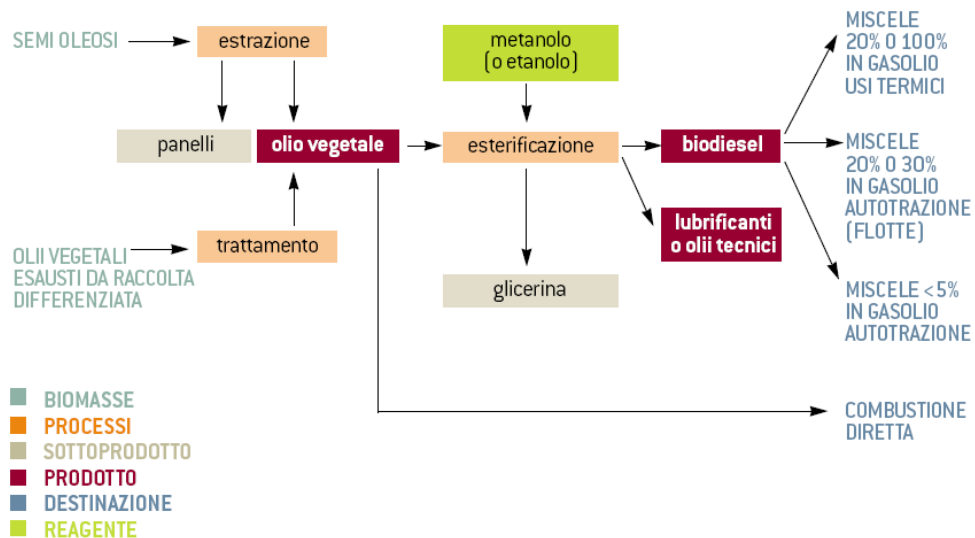 SEMI OLEOSI
estrazione
metanolo
(o etanolo)
MISCELE
20% O 100%
IN GASOLIO
USI TERMICI
panelli
olio vegetale
esterificazione
biodiesel
MISCELE
20% O 30%
IN GASOLIO
AUTOTRAZIONE
(FLOTTE)
lubrificanti
o olii tecnici
OLII VEGETALI
ESAUSTI DA RACCOLTA
DIFFERENZIATA
trattamento
glicerina
MISCELE <5%
IN GASOLIO
AUTOTRAZIONE
COMBUSTIONE
DIRETTA
BIOMASSE
PROCESSI
SOTTOPRODOTTO
PRODOTTO
DESTINAZIONE
REAGENTE